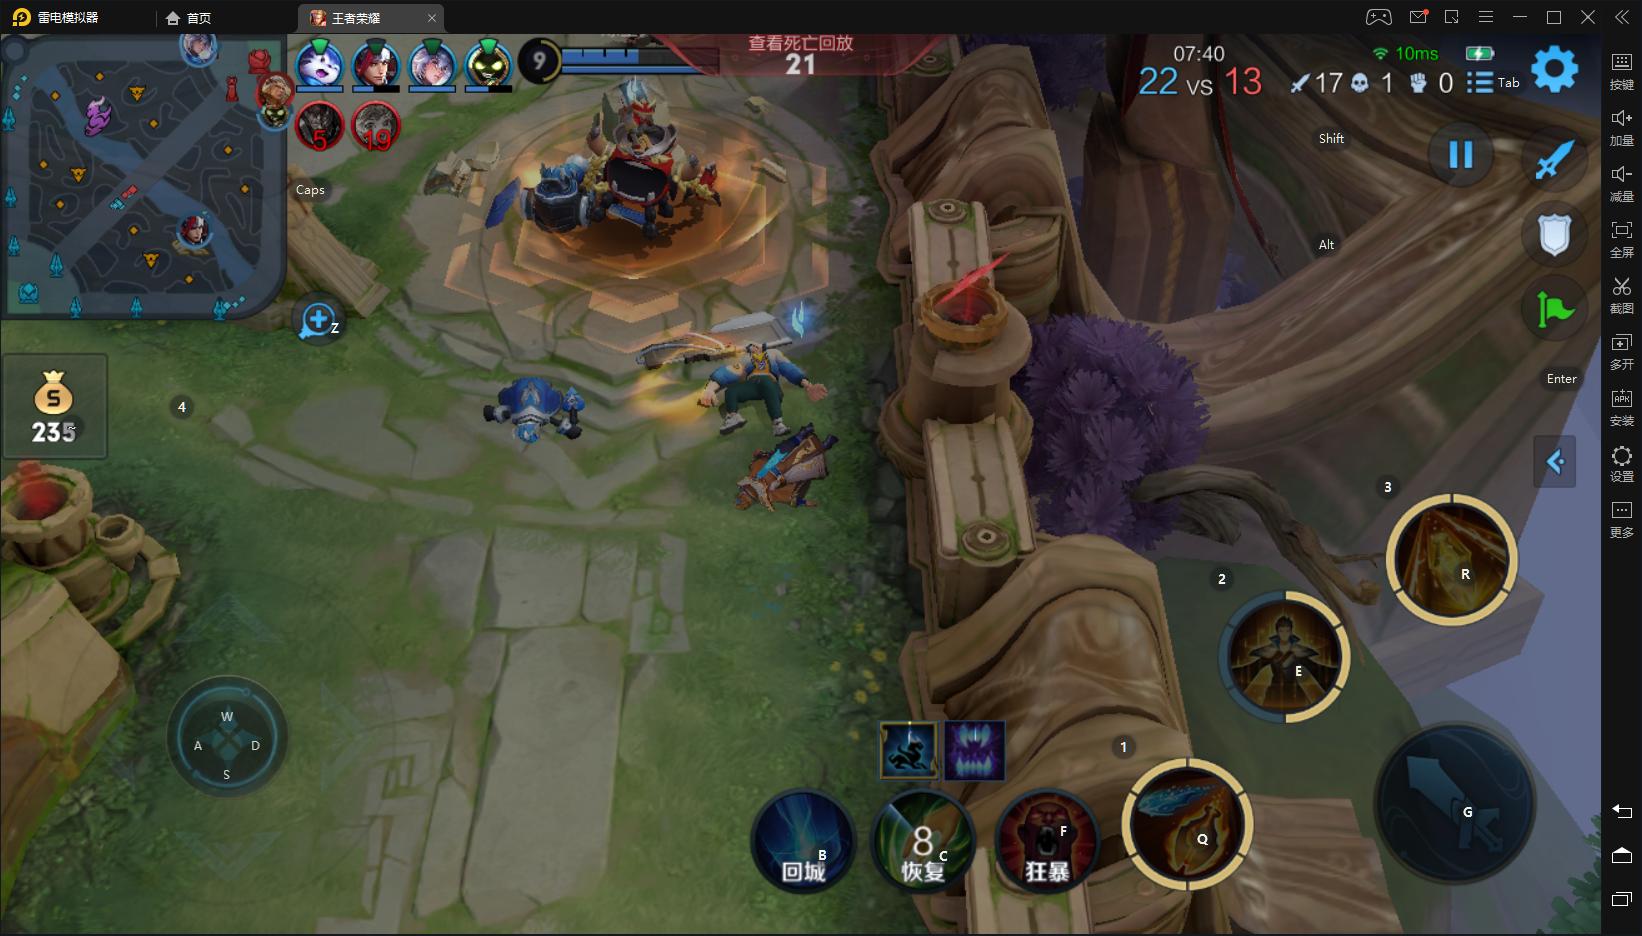 雷电模拟器
首页
王者荣耀
9
查看死亡回放
21
07:40
10ms
22 vs 13
17
1
0
Tab
5
19
Shift
Caps
Alt
Z
Enter
S
235
4
3
R
2
E
W
A
D
S
1
Q
G
B
回城
8
C
恢复
F
狂暴
按键
加量
减量
全屏
截图
多开
APK
安装
设置
更多